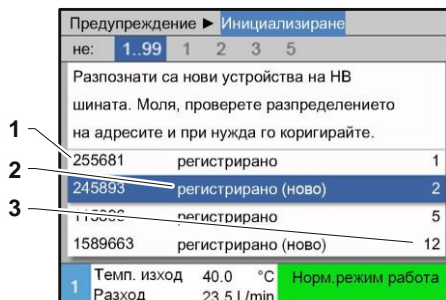 Предупреждение ► Инициализиране
не: 1..99 1 2 3 5
Разпознати са нови устройства на HB
шината. Моля, проверете разпределението
на адресите и при нужда го коригирайте.
1
255681 регистрирано 1
2
245893 регистрирано (ново) 2
3
регистрирано 5
1589663 регистрирано (ново) 12
1 Темп. изход 40.0 °C Норм.режим работа
Разход 23.5 l/min